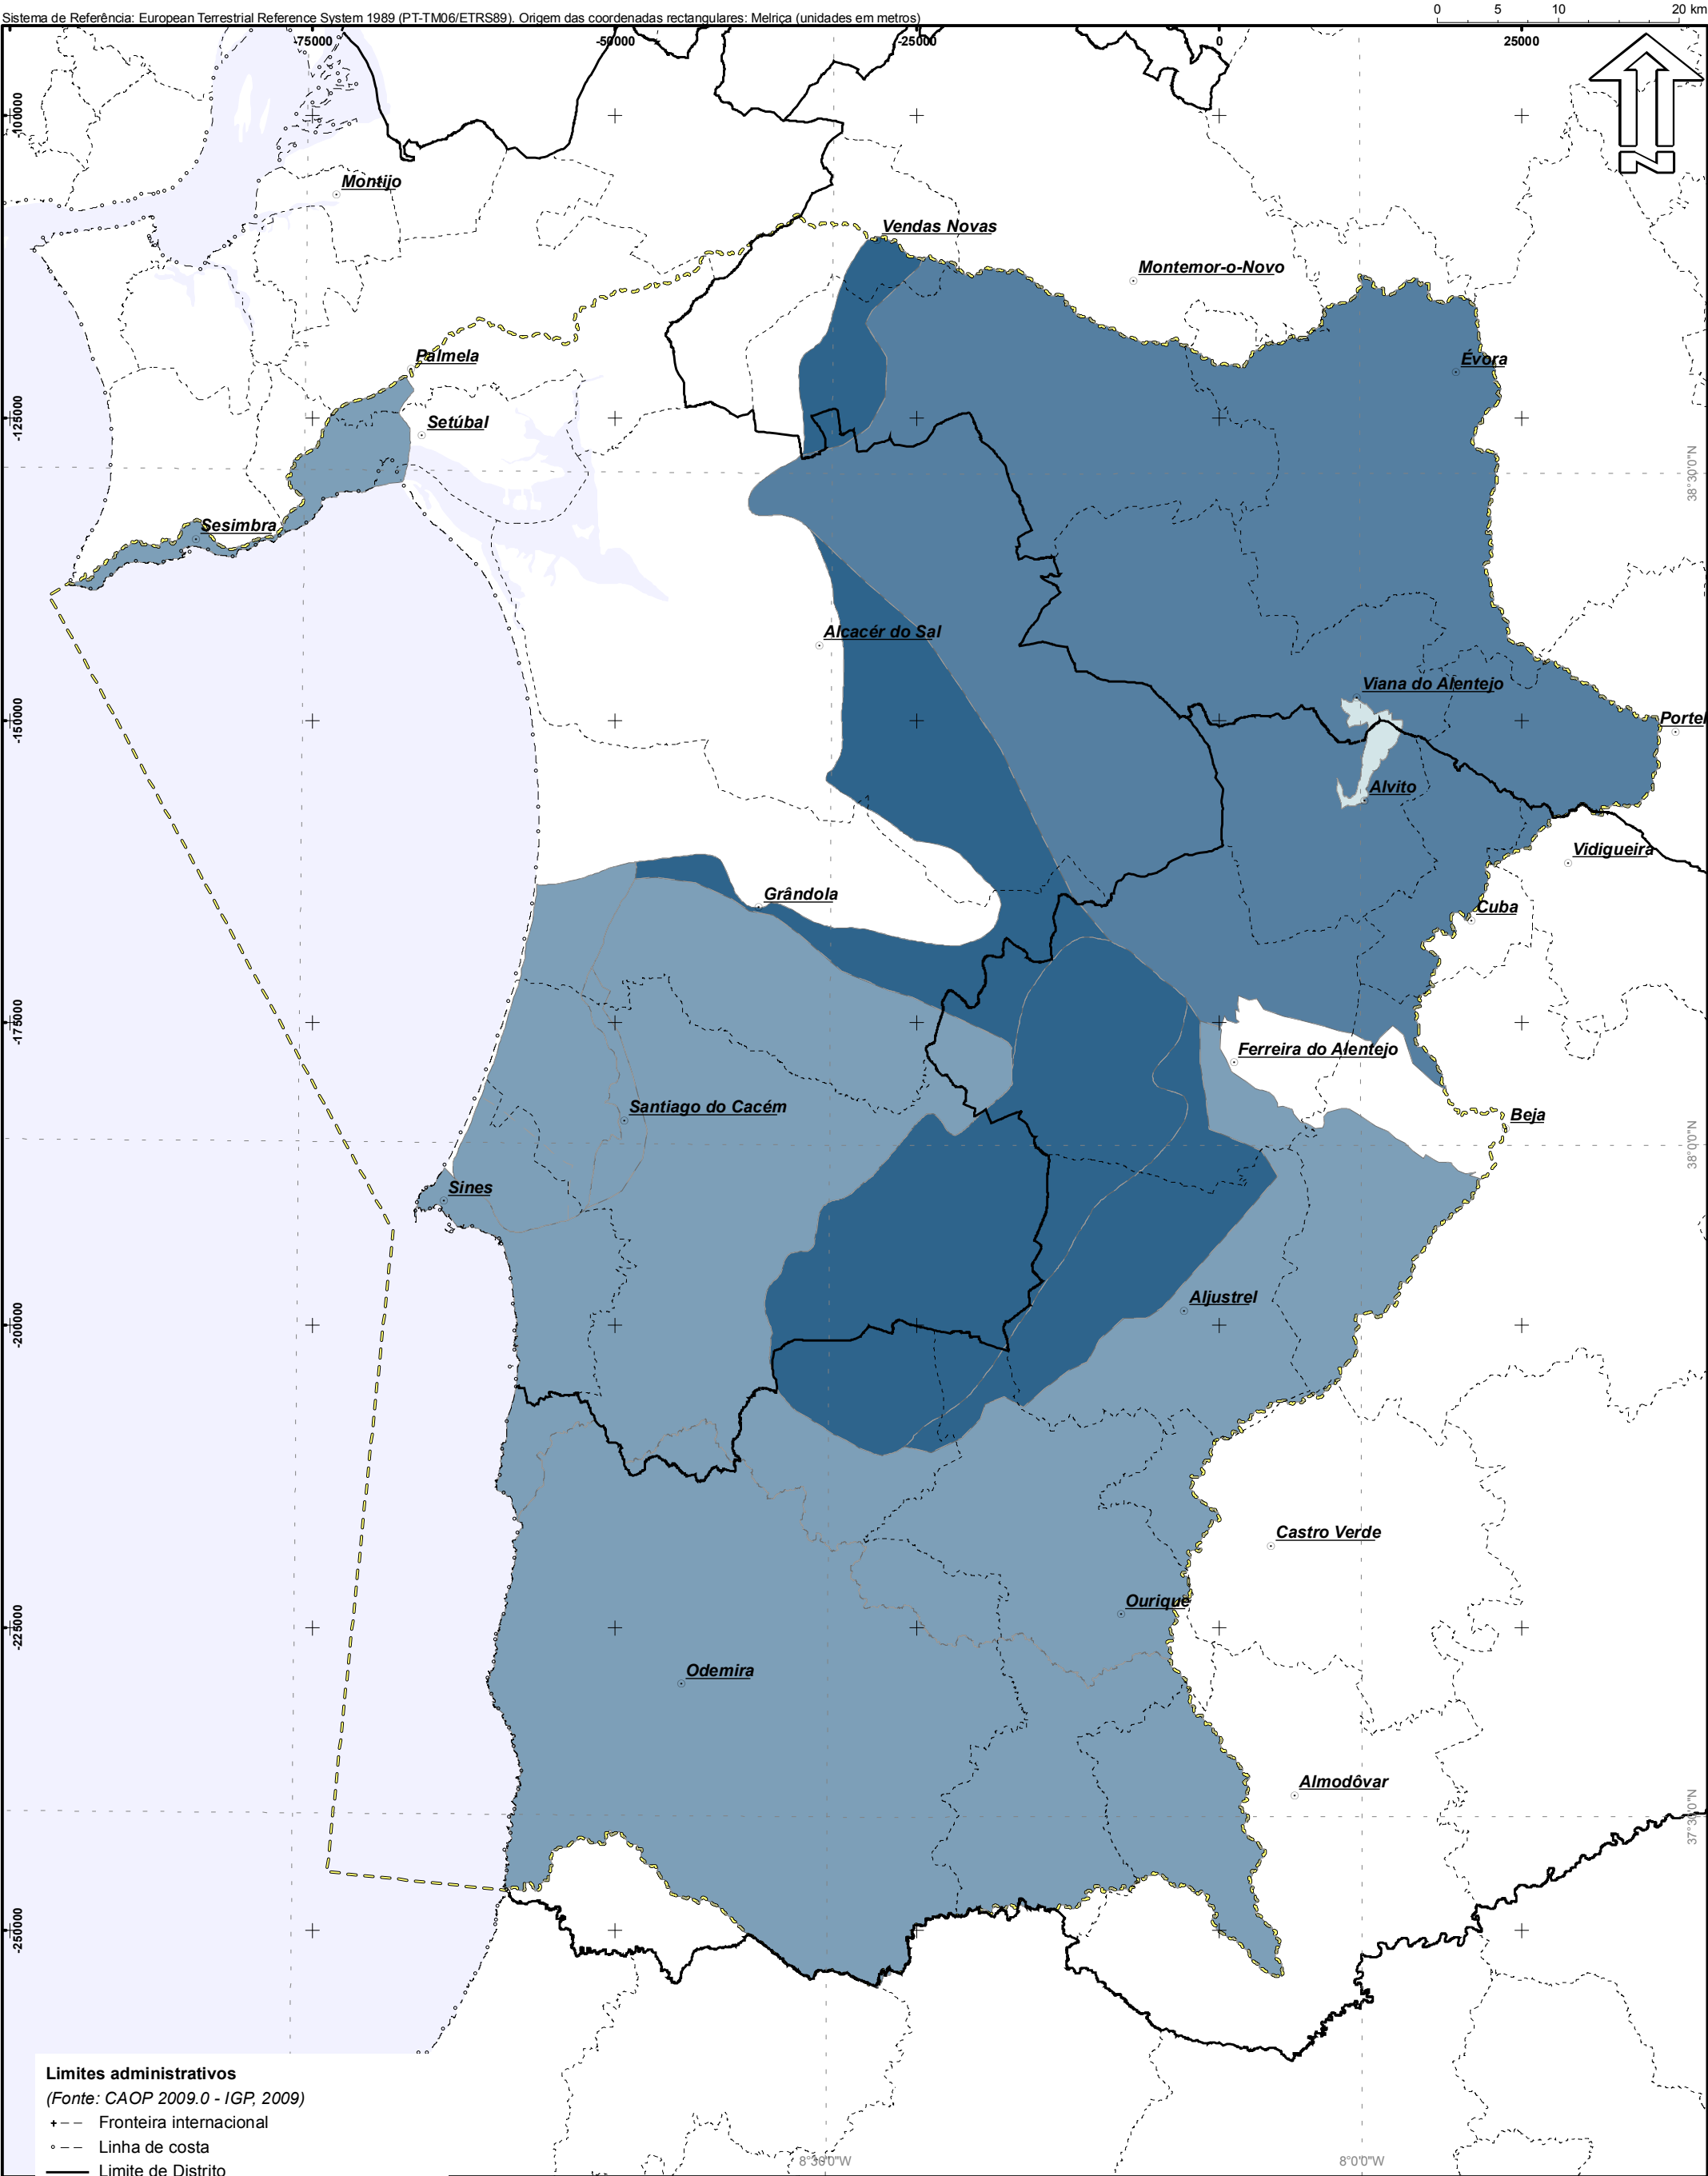 Sistema de Referência: European Terrestrial Reference System 1989 (PT-TM06/ETRS89). Origem das coordenadas rectangulares: Melriça (unidades em metros)
0 5 10 20 km
-75000 -50000 -25000 0 25000
-100000
Montijo
Vendas Novas
Montemor-o-Novo
Palmela
Évora
-125000
Setúbal
38°30'0"N
Sesimbra
Alcacér do Sal
Viana do Alentejo
-150000
Portel
Alvito
Vidigueira
Grândola
Cuba
-175000
Ferreira do Alentejo
Santiago do Cacém
Beja
38°0'0"N
Sines
Aljustrel
-200000
Castro Verde
Ourique
-225000
Odemira
Almodôvar
37°30'0"N
-250000
Limites administrativos
(Fonte: CAOP 2009.0 - IGP, 2009)
Fronteira internacional
Linha de costa
Limite de Distrito
8°30'0"W
8°0'0"W
N